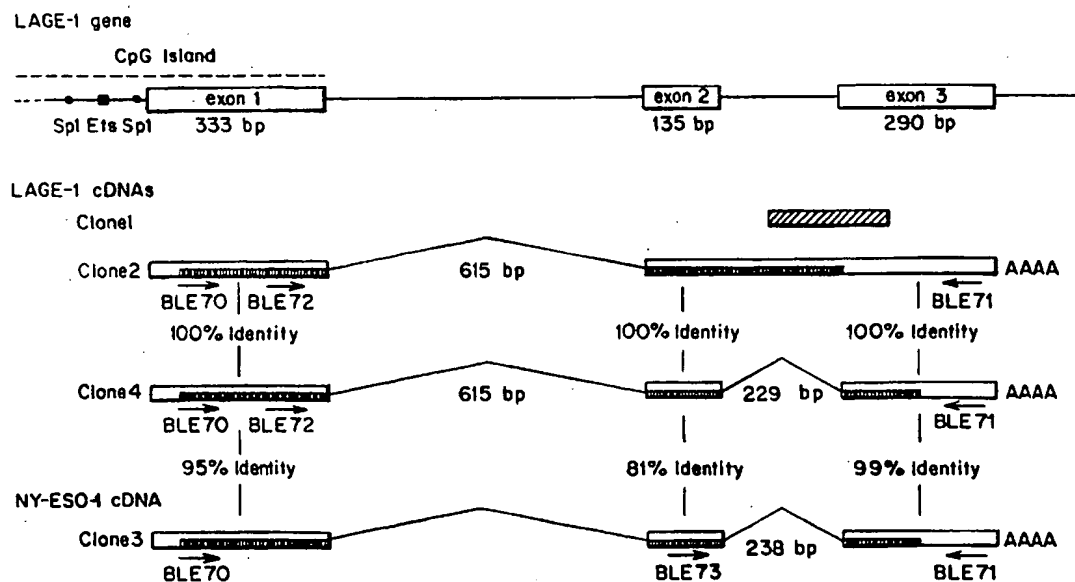 LAGE-1 gene
CpG Island
exon 1
exon 2
exon 3
Sp1 Ets Sp1
333 bp
135 bp
290 bp
LAGE-1 cDNAs
Clone1
Clone2
615 bp
AAAA
BLE70
BLE72
BLE71
100% Identity
100% Identity
100% Identity
Clone4
615 bp
229 bp
AAAA
BLE70
BLE72
BLE71
95% Identity
81% Identity
99% Identity
NY-ESO-1 cDNA
Clone3
238 bp
AAAA
BLE70
BLE73
BLE71